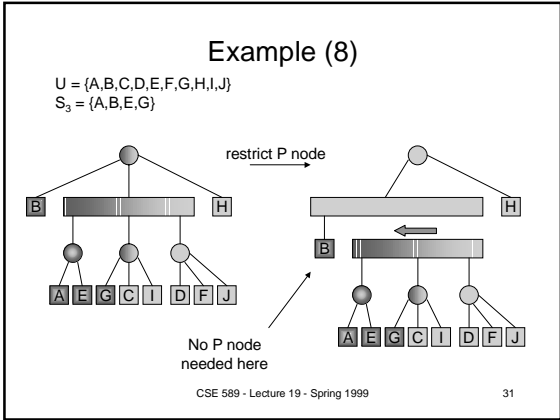 Example (8)
U = {A,B,C,D,E,F,G,H,I,J}
S₃ = {A,B,E,G}
restrict P node
B
H
A E G C I D F J
H
B
A E G C I D F J
No P node
needed here
CSE 589 - Lecture 19 - Spring 1999
31